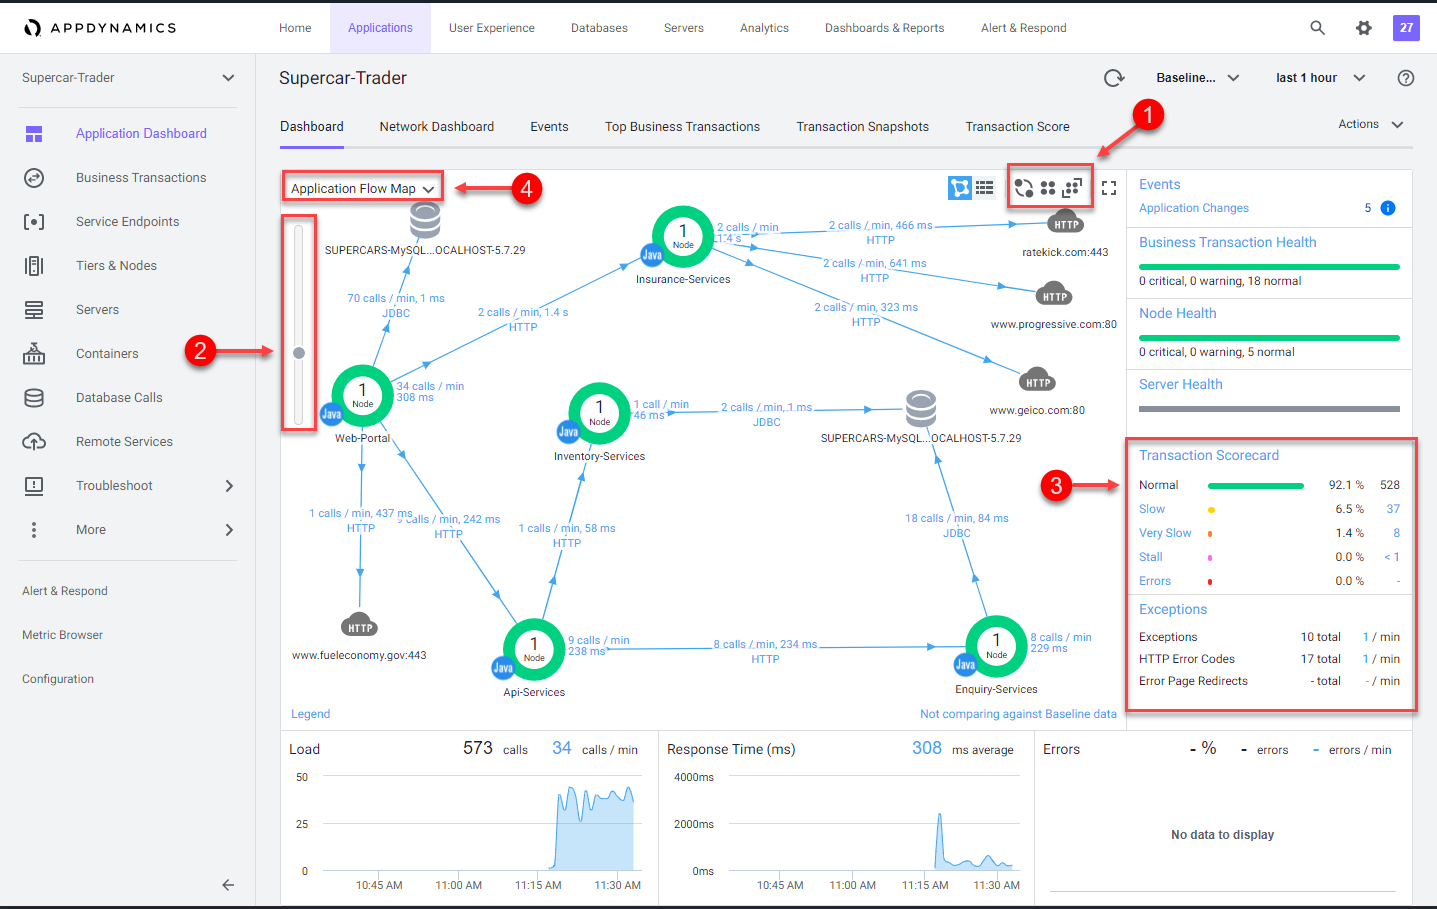 APPDYNAMICS
Home
Applications
User Experience
Databases
Servers
Analytics
Dashboards & Reports
Alert & Respond
27
Supercar-Trader
Application Dashboard
Business Transactions
Service Endpoints
Tiers & Nodes
Servers
Containers
Database Calls
Remote Services
Troubleshoot
More
Alert & Respond
Metric Browser
Configuration
Supercar-Trader
Baseline...
last 1 hour
Dashboard
Network Dashboard
Events
Top Business Transactions
Transaction Snapshots
Transaction Score
Actions
1
Application Flow Map
4
2
3
SUPERCARS-MySQL...OCALHOST-5.7.29
70 calls / min, 1 ms
JDBC
1
Node
Java
Insurance-Services
2 calls / min
1.4 s
2 calls / min, 466 ms
HTTP
HTTP
ratekick.com:443
2 calls / min, 641 ms
HTTP
HTTP
www.progressive.com:80
2 calls / min, 323 ms
HTTP
HTTP
www.geico.com:80
2 calls / min, 1.4 s
HTTP
1
Node
Java
Web-Portal
34 calls / min
308 ms
1
Node
Java
Inventory-Services
1 call / min
46 ms
2 calls / min, 1 ms
JDBC
SUPERCARS-MySQL...OCALHOST-5.7.29
1 calls / min, 437 ms
HTTP
9 calls / min, 242 ms
HTTP
1 calls / min, 58 ms
HTTP
18 calls / min, 84 ms
JDBC
HTTP
www.fueleconomy.gov:443
1
Node
Java
Api-Services
9 calls / min
238 ms
8 calls / min, 234 ms
HTTP
1
Node
Java
Enquiry-Services
8 calls / min
229 ms
Legend
Not comparing against Baseline data
Events
Application Changes
5
i
Business Transaction Health
0 critical, 0 warning, 18 normal
Node Health
0 critical, 0 warning, 5 normal
Server Health
Transaction Scorecard
Normal 92.1 % 528
Slow 6.5 % 37
Very Slow 1.4 % 8
Stall 0.0 % < 1
Errors 0.0 % -
Exceptions
Exceptions 10 total 1 / min
HTTP Error Codes 17 total 1 / min
Error Page Redirects - total - / min
Load 573 calls 34 calls / min
50
25
0
10:45 AM 11:00 AM 11:15 AM 11:30 AM
Response Time (ms) 308 ms average
4000ms
2000ms
0ms
10:45 AM 11:00 AM 11:15 AM 11:30 AM
Errors - % - errors - errors / min
No data to display